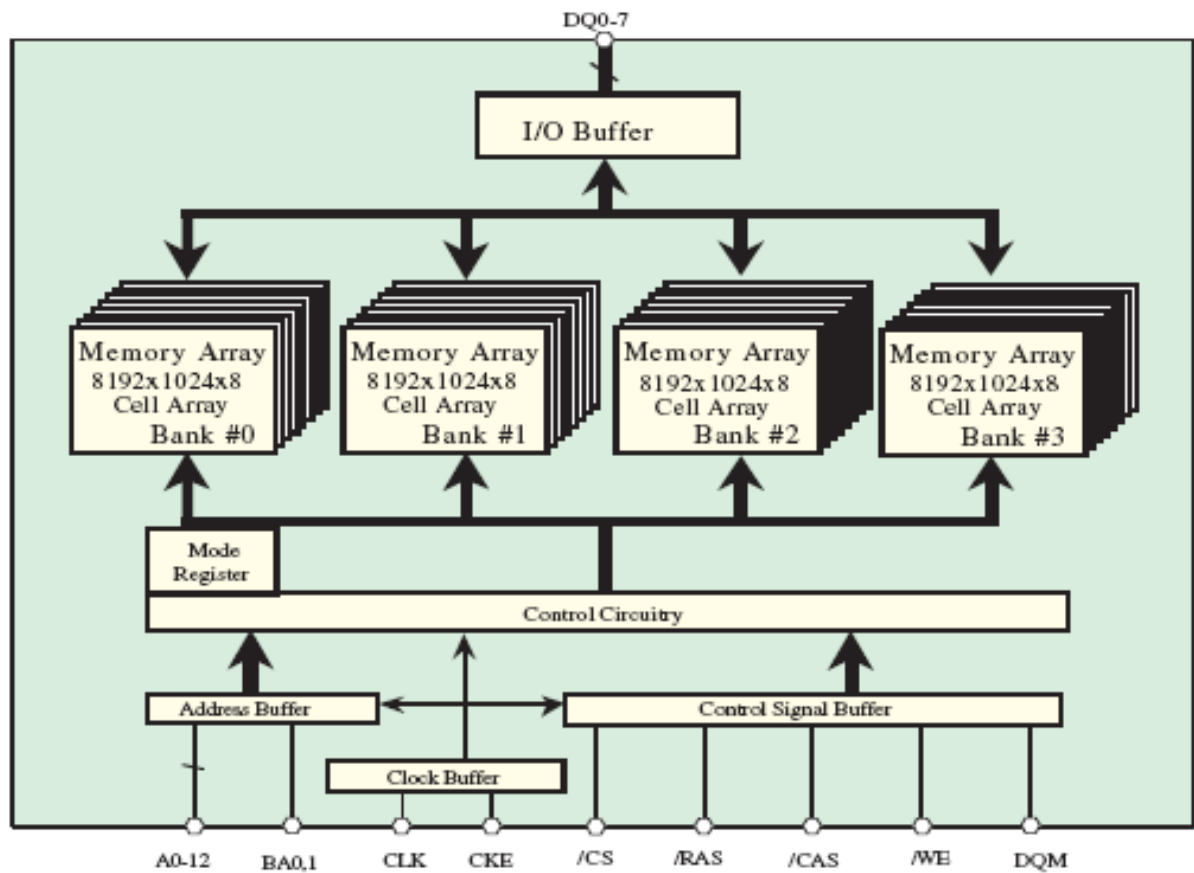 DQ0-7
I/O Buffer
Memory Array
8192x1024x8
Cell Array
Bank #0
Memory Array
8192x1024x8
Cell Array
Bank #1
Memory Array
8192x1024x8
Cell Array
Bank #2
Memory Array
8192x1024x8
Cell Array
Bank #3
Mode
Register
Control Circuitry
Address Buffer
Control Signal Buffer
Clock Buffer
A0-12
BA0,1
CLK
CKE
/CS
/RAS
/CAS
/WE
DQM